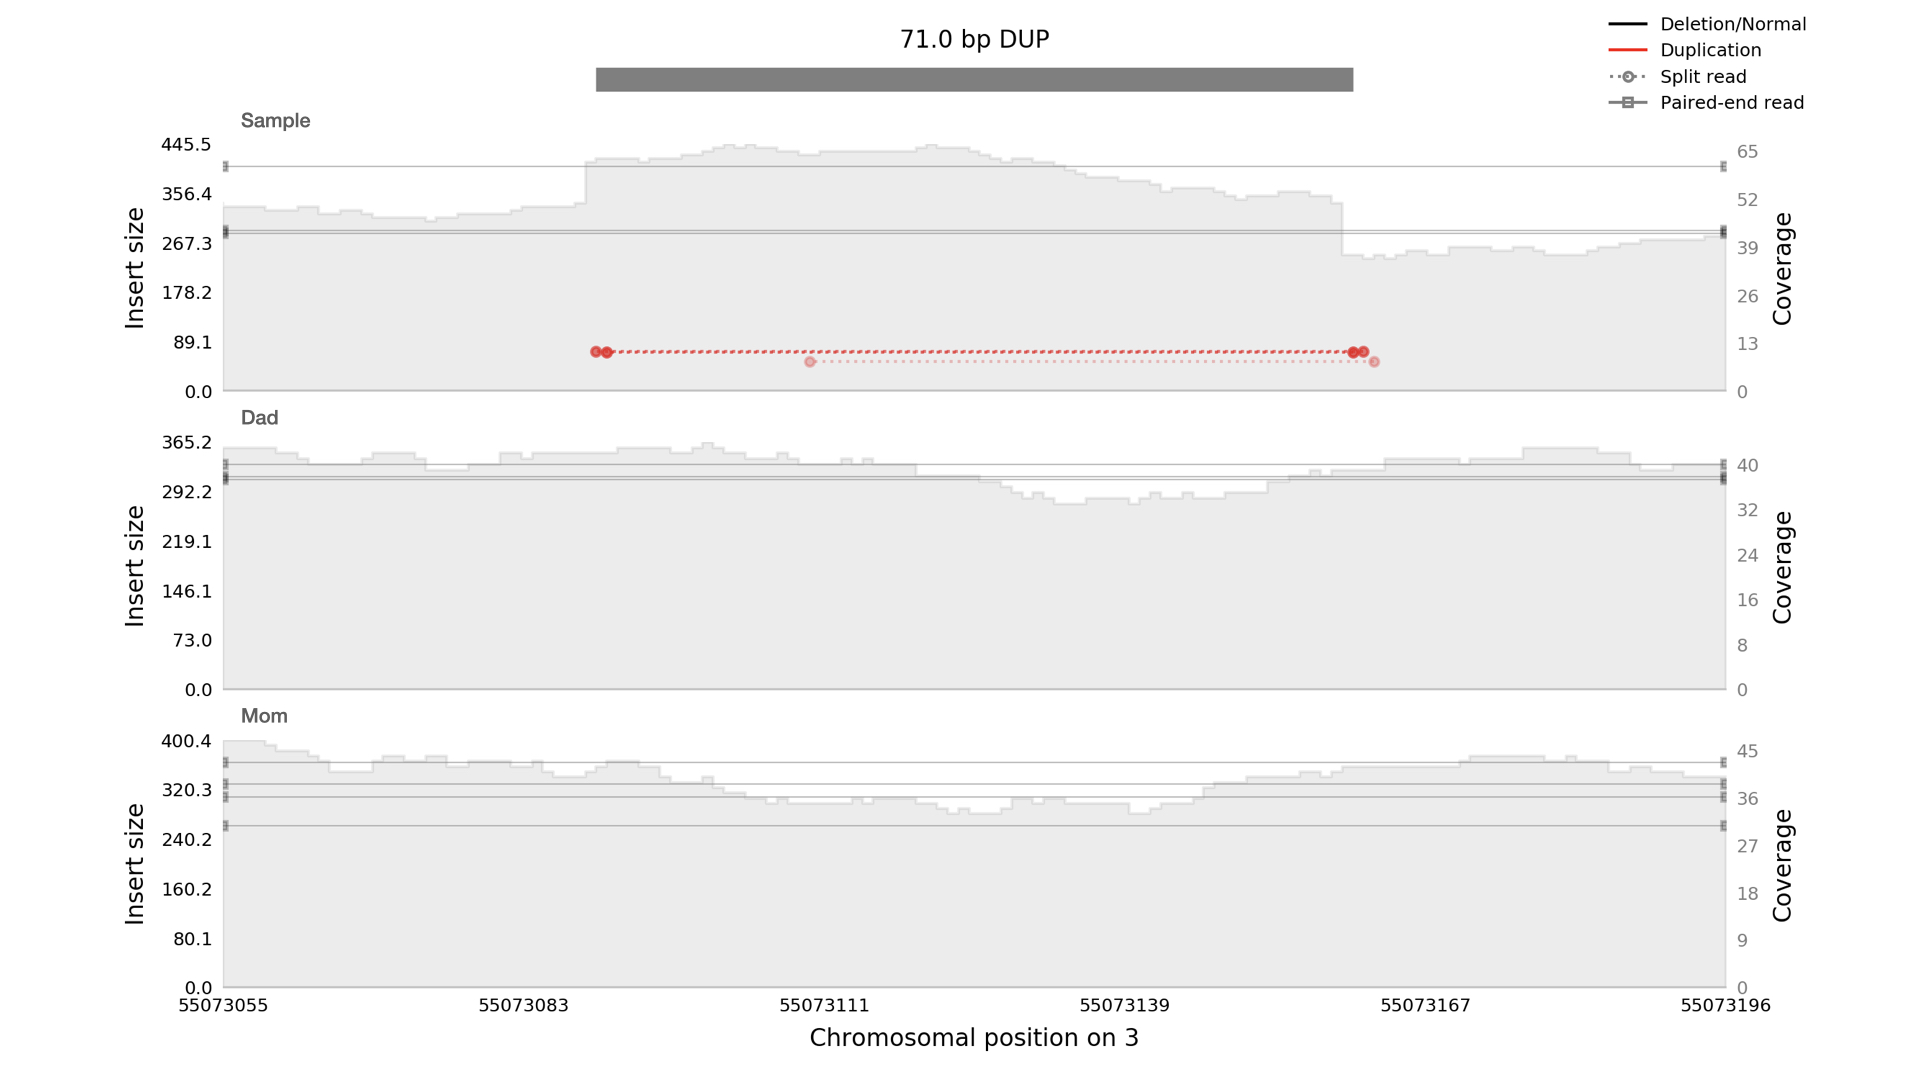 71.0 bp DUP
Deletion/Normal
Duplication
Split read
Paired-end read
Sample
445.5
356.4
267.3
178.2
89.1
0.0
Insert size
65
52
39
26
13
0
Coverage
Dad
365.2
292.2
219.1
146.1
73.0
0.0
Insert size
40
32
24
16
8
0
Coverage
Mom
400.4
320.3
240.2
160.2
80.1
0.0
Insert size
45
36
27
18
9
0
Coverage
55073055 55073083 55073111 55073139 55073167 55073196
Chromosomal position on 3